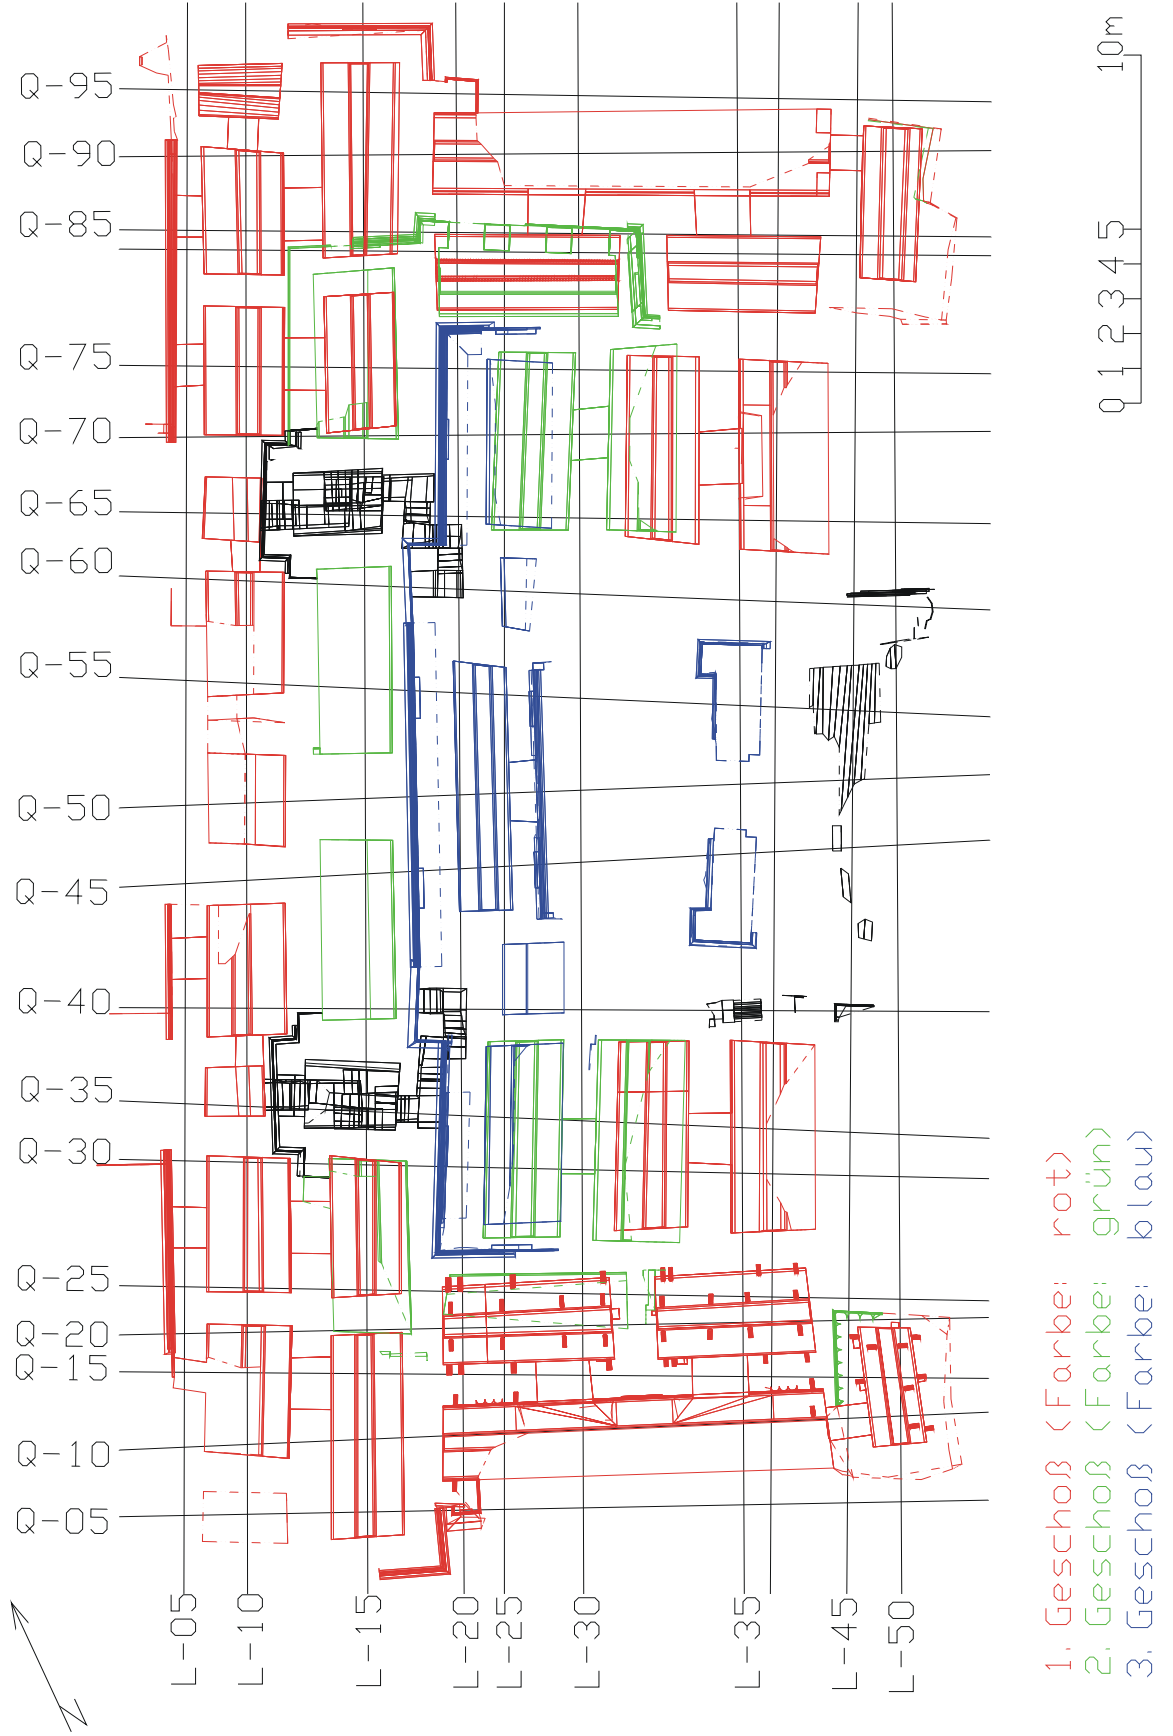 Q-95
Q-90
Q-85
Q-75
Q-70
Q-65
Q-60
Q-55
Q-50
Q-45
Q-40
Q-35
Q-30
Q-25
Q-20
Q-15
Q-10
Q-05
L-05
L-10
L-15
L-20
L-25
L-30
L-35
L-45
L-50
0 1 2 3 4 5 10m
1. Geschoß (Farbe: rot)
2. Geschoß (Farbe: grün)
3. Geschoß (Farbe: blau)
N